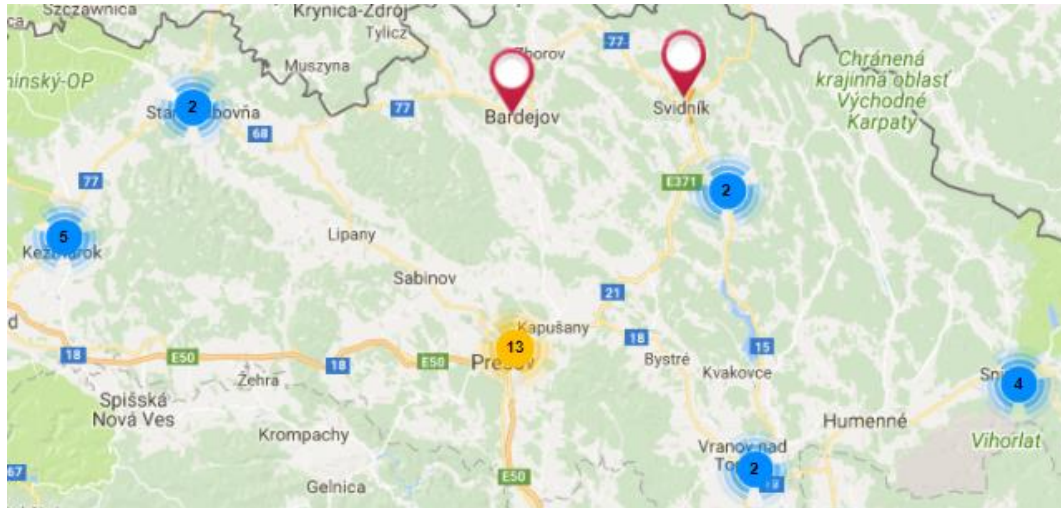 Szczawnica
Krynica-Zdrój
Tylicz
Muszyna
Zborov
77
77
Chránená
krajinná oblasť
Východné
Karpaty
2
Bardejov
Svidník
68
77
E371
2
5
Lipany
Sabinov
21
Kapušany
13
18
18
E50
18
E50
15
Bystré
Kvakovce
Žehra
4
Spišská
Nová Ves
Krompachy
Humenné
Vihorlat
Vranov nad
2
67
Gelnica
E50